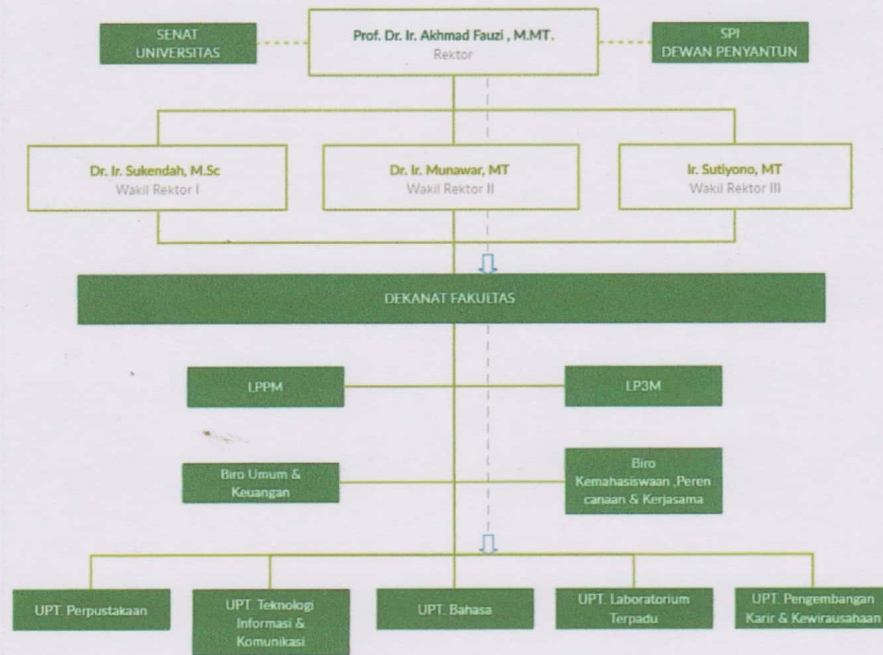 SENAT
UNIVERSITAS
Prof. Dr. Ir. Akhmad Fauzi , M.MT.
Rektor
SPI
DEWAN PENYANTUN
Dr. Ir. Sukendah, M.Sc
Wakil Rektor I
Dr. Ir. Munawar, MT
Wakil Rektor II
Ir. Sutiyono, MT
Wakil Rektor III
DEKANAT FAKULTAS
LPPM
LP3M
Biro Umum &
Keuangan
Biro
Kemahasiswaan ,Peren
canaan & Kerjasama
UPT. Perpustakaan
UPT. Teknologi
Informasi &
Komunikasi
UPT. Bahasa
UPT. Laboratorium
Terpadu
UPT. Pengembangan
Karir & Kewirausahaan